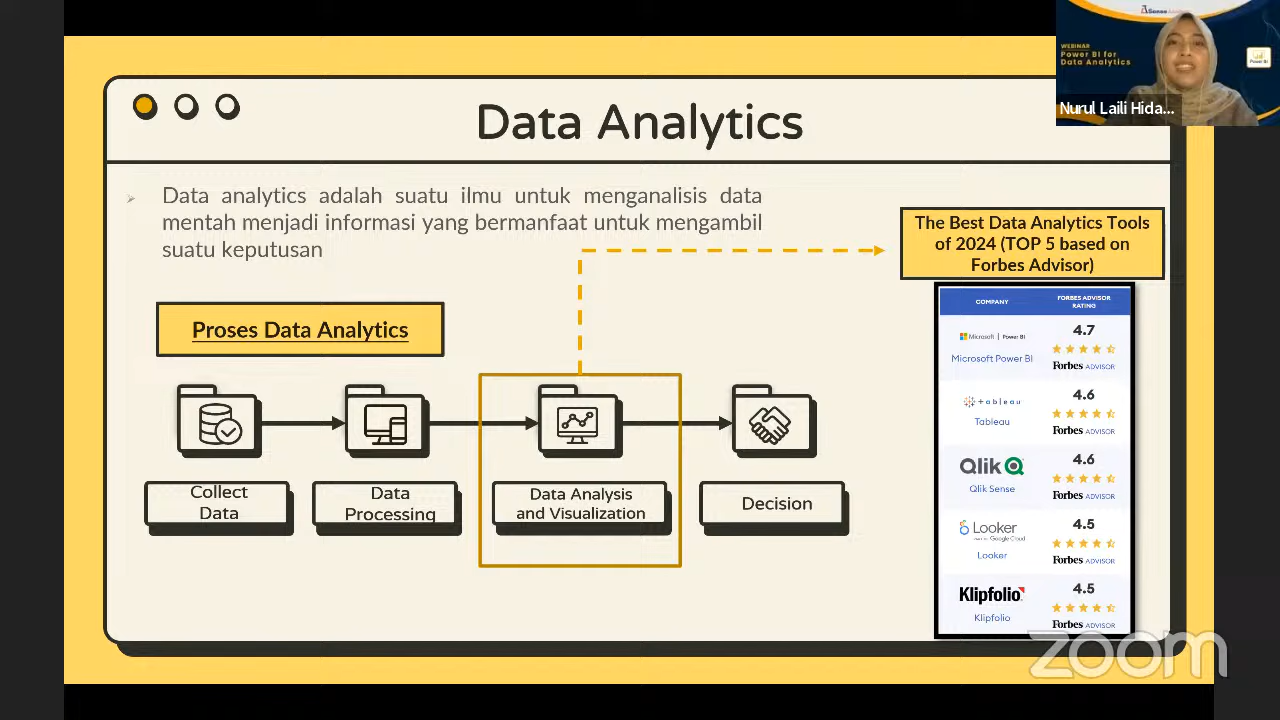 WEBINAR
Power BI for
Data Analytics
Power BI
Nurul Laili Hida...
Data Analytics
Data analytics adalah suatu ilmu untuk menganalisis data
mentah menjadi informasi yang bermanfaat untuk mengambil
suatu keputusan
The Best Data Analytics Tools
of 2024 (TOP 5 based on
Forbes Advisor)
Proses Data Analytics
Collect
Data
Data
Processing
Data Analysis
and Visualization
Decision
COMPANY
FORBES ADVISOR
RATING
Microsoft | Power BI
Microsoft Power BI
4.7
Forbes ADVISOR
tableau
Tableau
4.6
Forbes ADVISOR
Qlik
Qlik Sense
4.6
Forbes ADVISOR
Looker
Google Cloud
Looker
4.5
Forbes ADVISOR
Klipfolio
Klipfolio
4.5
Forbes ADVISOR
zoom